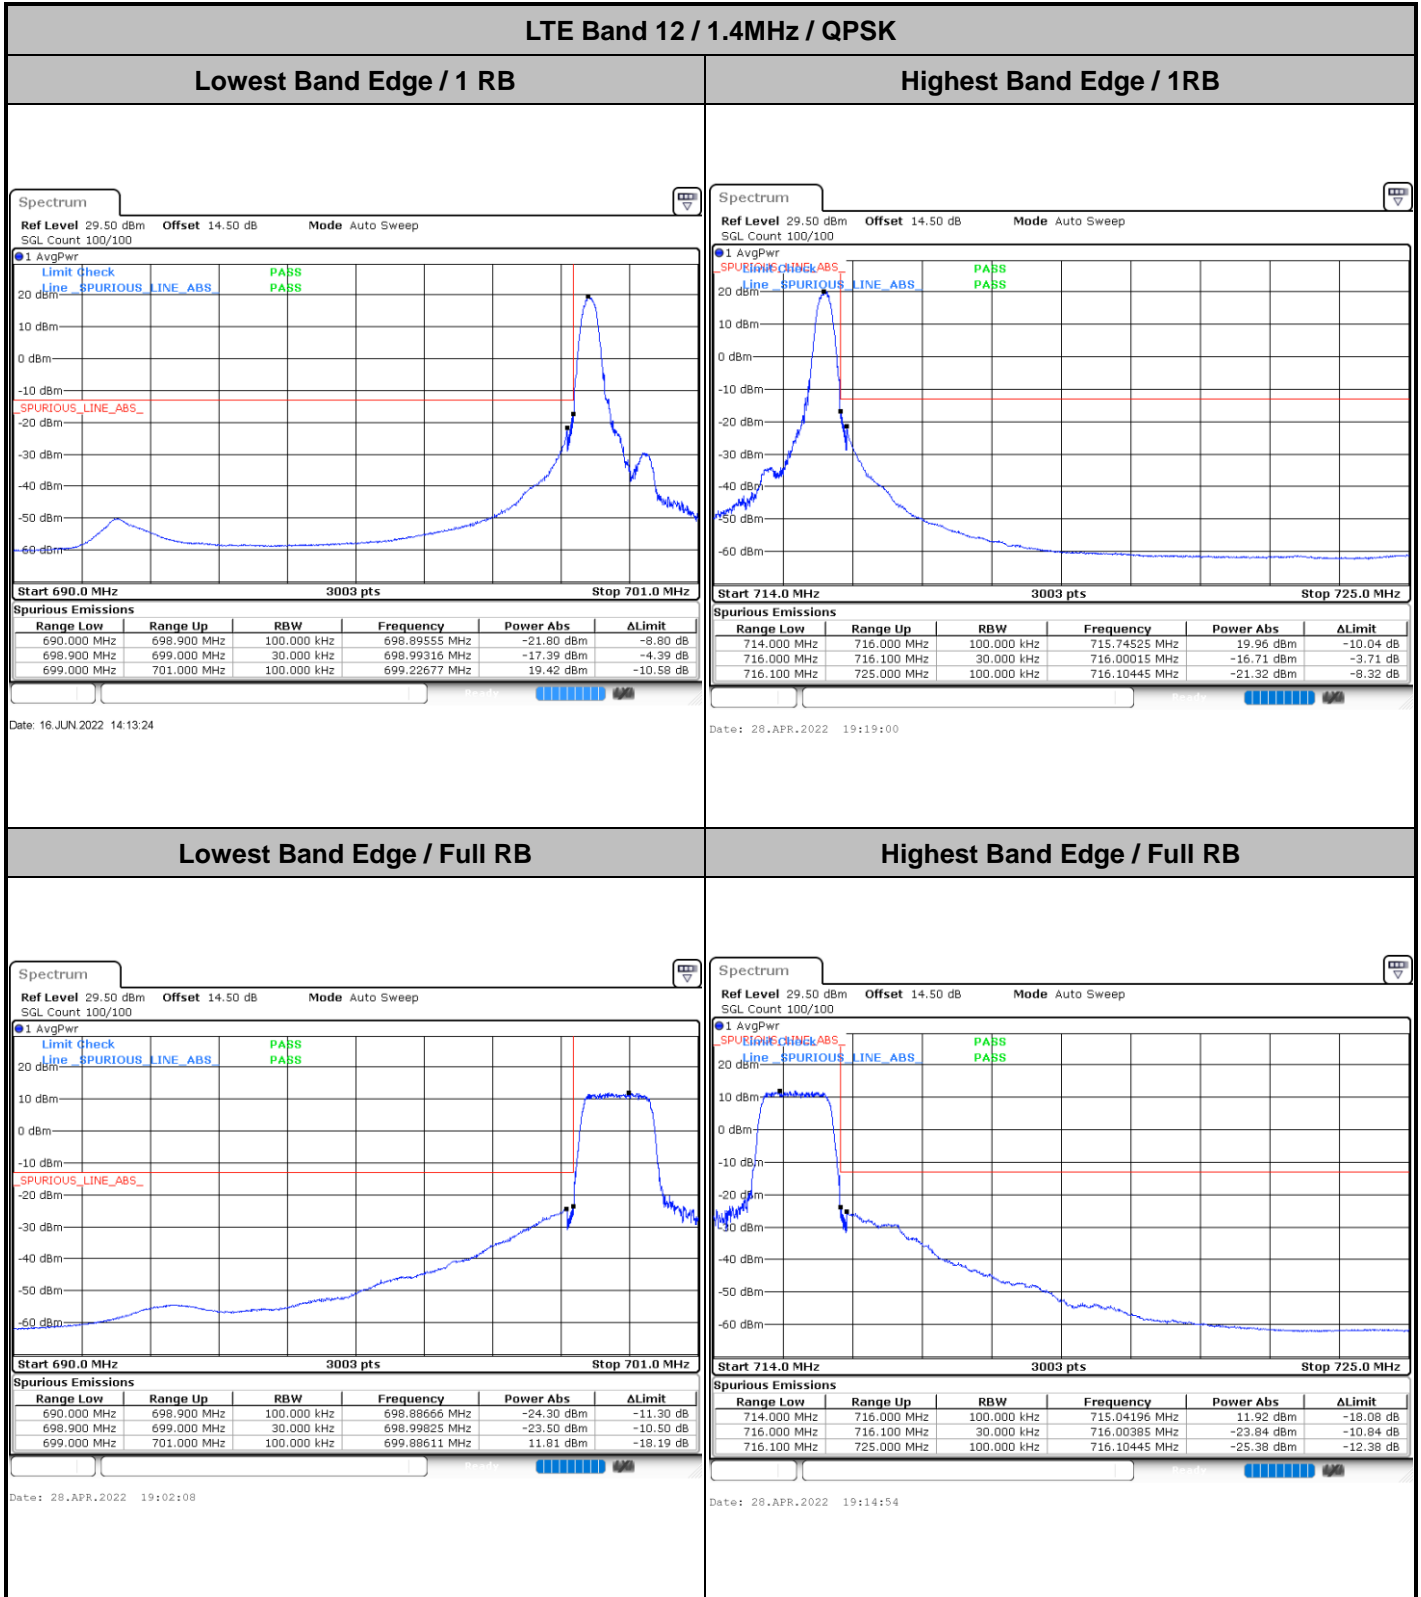 LTE Band 12 / 1.4MHz / QPSK
Lowest Band Edge / 1 RB
Highest Band Edge / 1RB
Spectrum
Ref Level 29.50 dBm Offset 14.50 dB Mode Auto Sweep
SGL Count 100/100
1 AvgPwr
Limit Check PASS
Line _SPURIOUS_LINE_ABS_ PASS
20 dBm
10 dBm
0 dBm
-10 dBm
_SPURIOUS_LINE_ABS_
-20 dBm
-30 dBm
-40 dBm
-50 dBm
-60 dBm
Start 690.0 MHz 3003 pts Stop 701.0 MHz
Spurious Emissions
Range Low Range Up RBW Frequency Power Abs ΔLimit
690.000 MHz 698.900 MHz 100.000 kHz 698.89555 MHz -21.80 dBm -8.80 dB
698.900 MHz 699.000 MHz 30.000 kHz 698.99316 MHz -17.39 dBm -4.39 dB
699.000 MHz 701.000 MHz 100.000 kHz 699.22677 MHz 19.42 dBm -10.58 dB
Ready
Date: 16.JUN.2022 14:13:24
Spectrum
Ref Level 29.50 dBm Offset 14.50 dB Mode Auto Sweep
SGL Count 100/100
1 AvgPwr
_SPURIOUS_LINE_ABS_
Limit Check PASS
Line _SPURIOUS_LINE_ABS_ PASS
20 dBm
10 dBm
0 dBm
-10 dBm
-20 dBm
-30 dBm
-40 dBm
-50 dBm
-60 dBm
Start 714.0 MHz 3003 pts Stop 725.0 MHz
Spurious Emissions
Range Low Range Up RBW Frequency Power Abs ΔLimit
714.000 MHz 716.000 MHz 100.000 kHz 715.74525 MHz 19.96 dBm -10.04 dB
716.000 MHz 716.100 MHz 30.000 kHz 716.00015 MHz -16.71 dBm -3.71 dB
716.100 MHz 725.000 MHz 100.000 kHz 716.10445 MHz -21.32 dBm -8.32 dB
Ready
Date: 28.APR.2022 19:19:00
Lowest Band Edge / Full RB
Highest Band Edge / Full RB
Spectrum
Ref Level 29.50 dBm Offset 14.50 dB Mode Auto Sweep
SGL Count 100/100
1 AvgPwr
Limit Check PASS
Line _SPURIOUS_LINE_ABS_ PASS
20 dBm
10 dBm
0 dBm
-10 dBm
_SPURIOUS_LINE_ABS_
-20 dBm
-30 dBm
-40 dBm
-50 dBm
-60 dBm
Start 690.0 MHz 3003 pts Stop 701.0 MHz
Spurious Emissions
Range Low Range Up RBW Frequency Power Abs ΔLimit
690.000 MHz 698.900 MHz 100.000 kHz 698.88666 MHz -24.30 dBm -11.30 dB
698.900 MHz 699.000 MHz 30.000 kHz 698.99825 MHz -23.50 dBm -10.50 dB
699.000 MHz 701.000 MHz 100.000 kHz 699.88611 MHz 11.81 dBm -18.19 dB
Ready
Date: 28.APR.2022 19:02:08
Spectrum
Ref Level 29.50 dBm Offset 14.50 dB Mode Auto Sweep
SGL Count 100/100
1 AvgPwr
_SPURIOUS_LINE_ABS_
Limit Check PASS
Line _SPURIOUS_LINE_ABS_ PASS
20 dBm
10 dBm
0 dBm
-10 dBm
-20 dBm
-30 dBm
-40 dBm
-50 dBm
-60 dBm
Start 714.0 MHz 3003 pts Stop 725.0 MHz
Spurious Emissions
Range Low Range Up RBW Frequency Power Abs ΔLimit
714.000 MHz 716.000 MHz 100.000 kHz 715.04196 MHz 11.92 dBm -18.08 dB
716.000 MHz 716.100 MHz 30.000 kHz 716.00385 MHz -23.84 dBm -10.84 dB
716.100 MHz 725.000 MHz 100.000 kHz 716.10445 MHz -25.38 dBm -12.38 dB
Ready
Date: 28.APR.2022 19:14:54